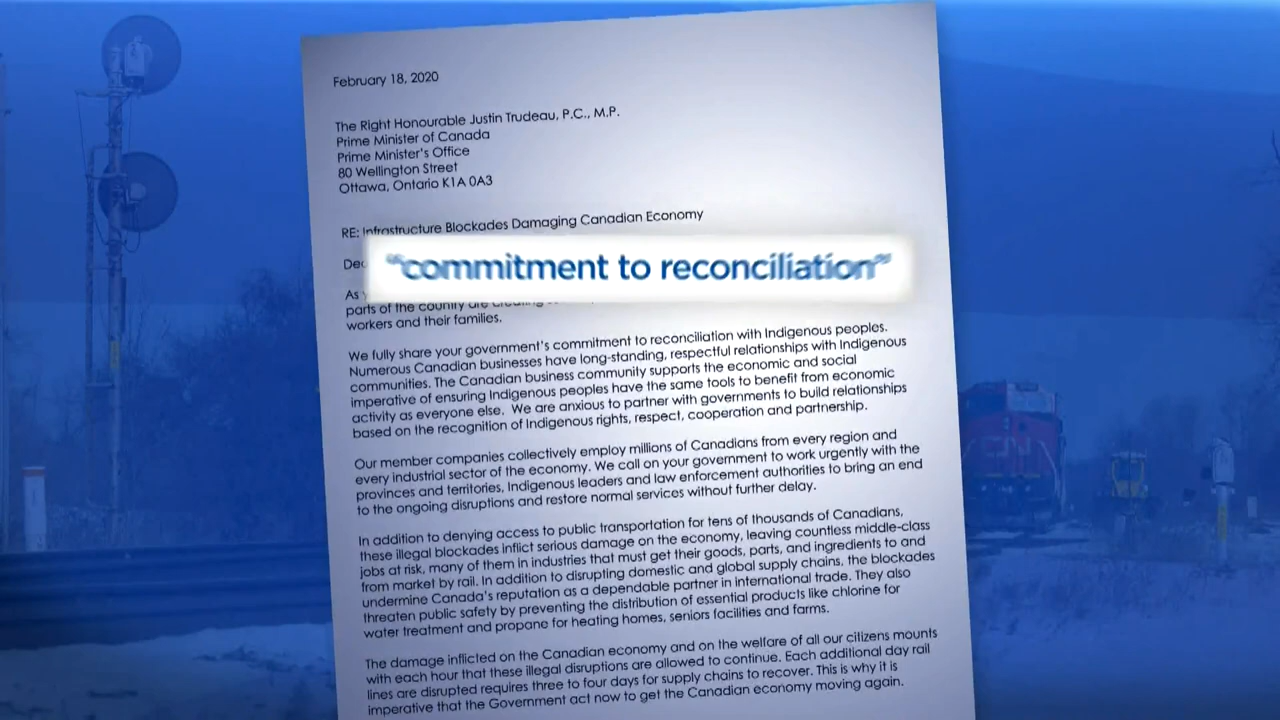 February 18, 2020
The Right Honourable Justin Trudeau, P.C., M.P.
Prime Minister of Canada
Prime Minister's Office
80 Wellington Street
Ottawa, Ontario K1A 0A3
RE: Infrastructure Blockades Damaging Canadian Economy
"commitment to reconciliation"
As
parts of the country are creating
workers and their families.
We fully share your government's commitment to reconciliation with Indigenous peoples.
Numerous Canadian businesses have long-standing, respectful relationships with Indigenous
communities. The Canadian business community supports the economic and social
imperative of ensuring Indigenous peoples have the same tools to benefit from economic
activity as everyone else. We are anxious to partner with governments to build relationships
based on the recognition of Indigenous rights, respect, cooperation and partnership.
Our member companies collectively employ millions of Canadians from every region and
every industrial sector of the economy. We call on your government to work urgently with the
provinces and territories, Indigenous leaders and law enforcement authorities to bring an end
to the ongoing disruptions and restore normal services without further delay.
In addition to denying access to public transportation for tens of thousands of Canadians,
these illegal blockades inflict serious damage on the economy, leaving countless middle-class
jobs at risk, many of them in industries that must get their goods, parts, and ingredients to and
from market by rail. In addition to disrupting domestic and global supply chains, the blockades
undermine Canada's reputation as a dependable partner in international trade. They also
threaten public safety by preventing the distribution of essential products like chlorine for
water treatment and propane for heating homes, seniors facilities and farms.
The damage inflicted on the Canadian economy and on the welfare of all our citizens mounts
with each hour that these illegal disruptions are allowed to continue. Each additional day rail
lines are disrupted requires three to four days for supply chains to recover. This is why it is
imperative that the Government act now to get the Canadian economy moving again.
CN